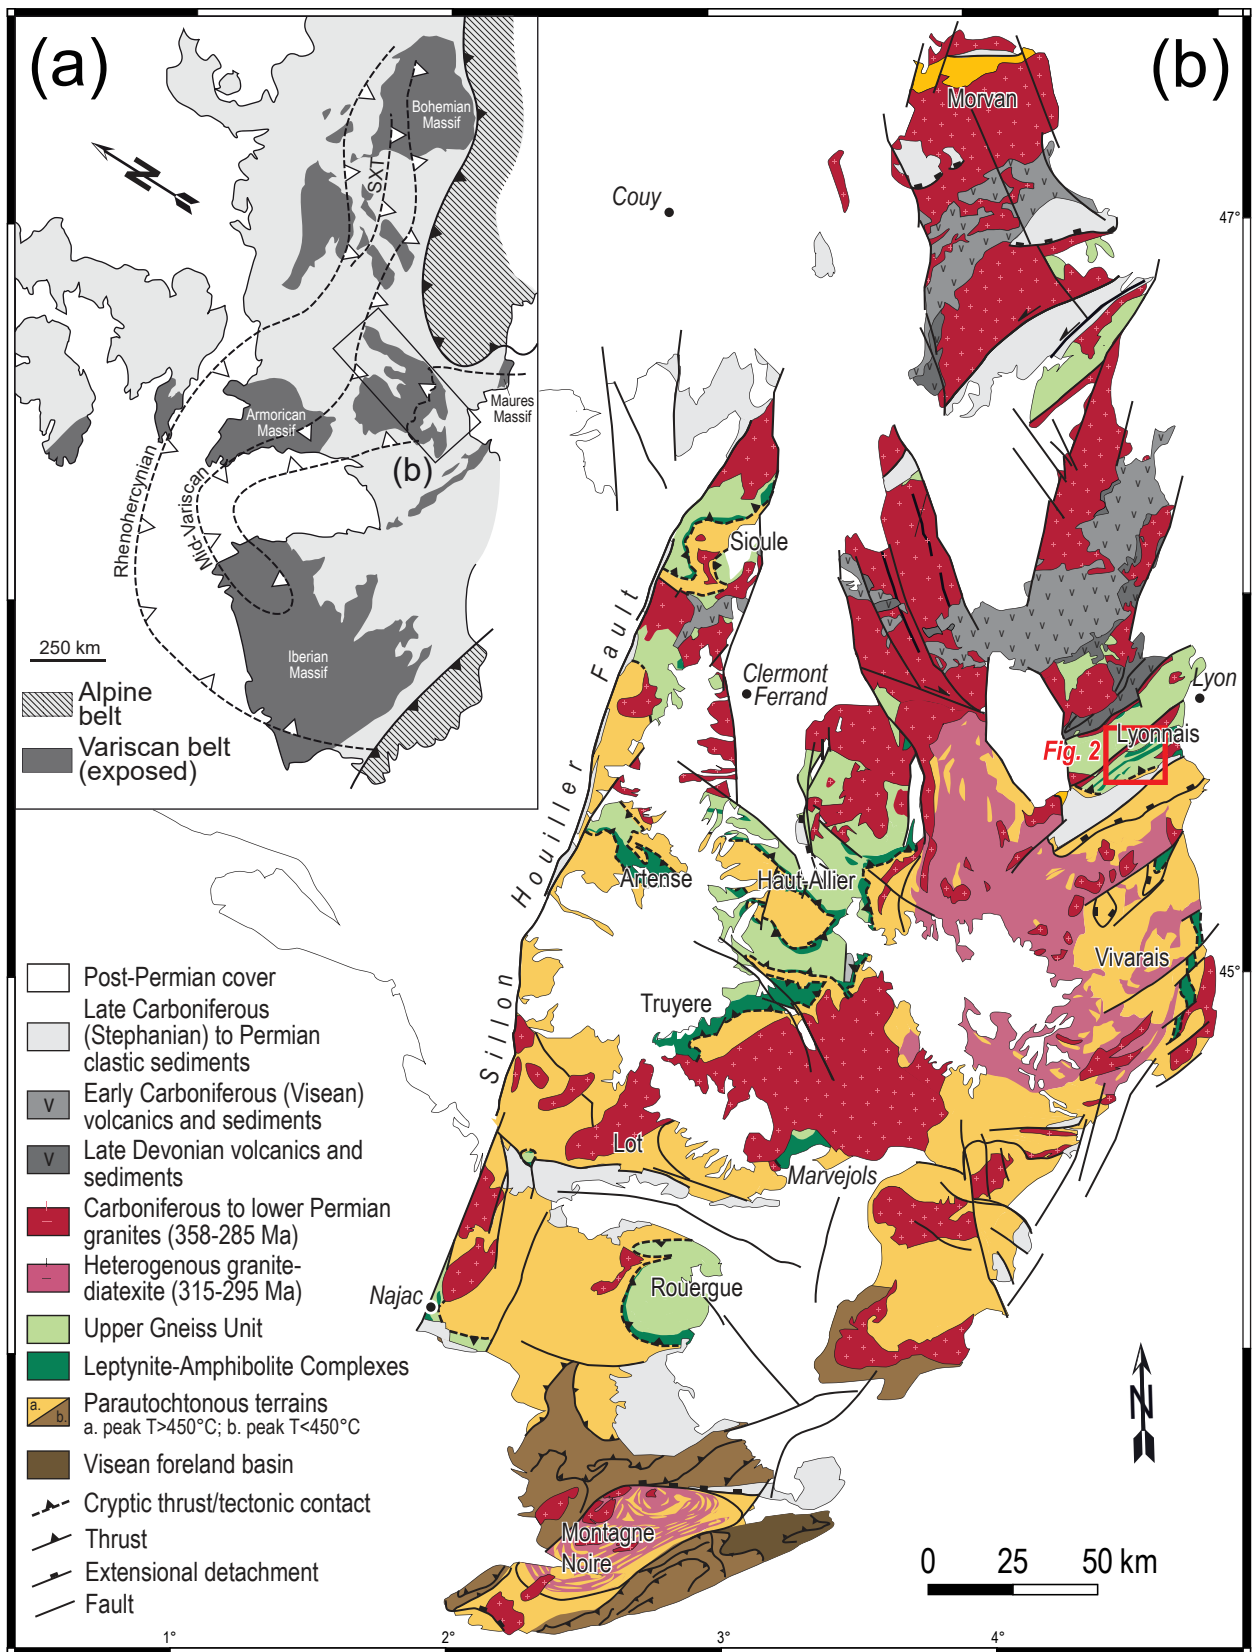 (a)
Bohemian
Massif
N
SXT
Armorican
Massif
Maures
Massif
(b)
Rhenohercynian
Mid-Variscan
Iberian
Massif
250 km
Alpine
belt
Variscan belt
(exposed)
(b)
Morvan
Couy
47°
Sioule
Clermont
Ferrand
Lyon
Lyonnais
Fig. 2
Sillon Houiller Fault
Artense
Haut-Allier
Vivarais
45°
Truyere
Lot
Marvejols
Najac
Rouergue
Montagne
Noire
N
0 25 50 km
Post-Permian cover
Late Carboniferous
(Stephanian) to Permian
clastic sediments
v
Early Carboniferous (Visean)
volcanics and sediments
v
Late Devonian volcanics and
sediments
Carboniferous to lower Permian
granites (358-285 Ma)
Heterogenous granite-
diatexite (315-295 Ma)
Upper Gneiss Unit
Leptynite-Amphibolite Complexes
a.
b.
Parautochtonous terrains
a. peak T>450°C; b. peak T<450°C
Visean foreland basin
Cryptic thrust/tectonic contact
Thrust
Extensional detachment
Fault
1° 2° 3° 4°